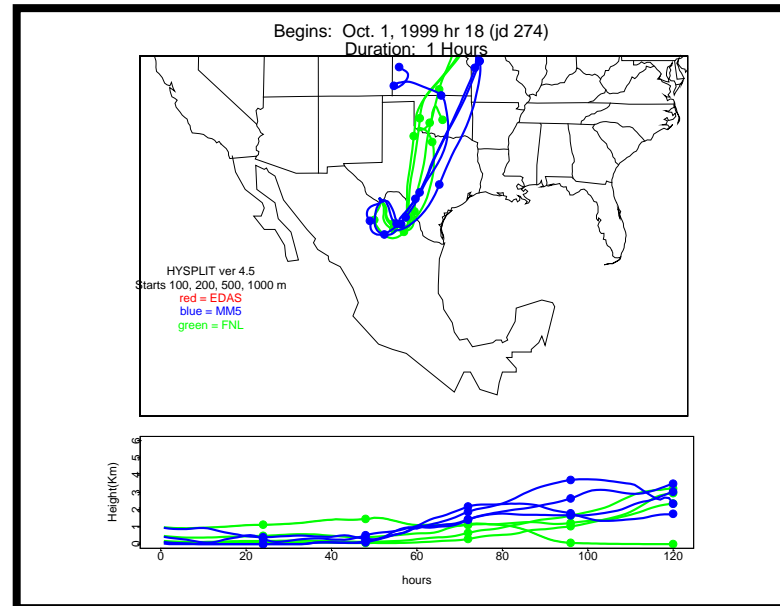 Begins:  Oct. 1, 1999 hr 18 (jd 274)
Duration:  1 Hours
HYSPLIT ver 4.5
Starts 100, 200, 500, 1000 m
red = EDAS
blue = MM5
green = FNL
Height(Km)
6
5
4
3
2
1
0
0 20 40 60 80 100 120
hours